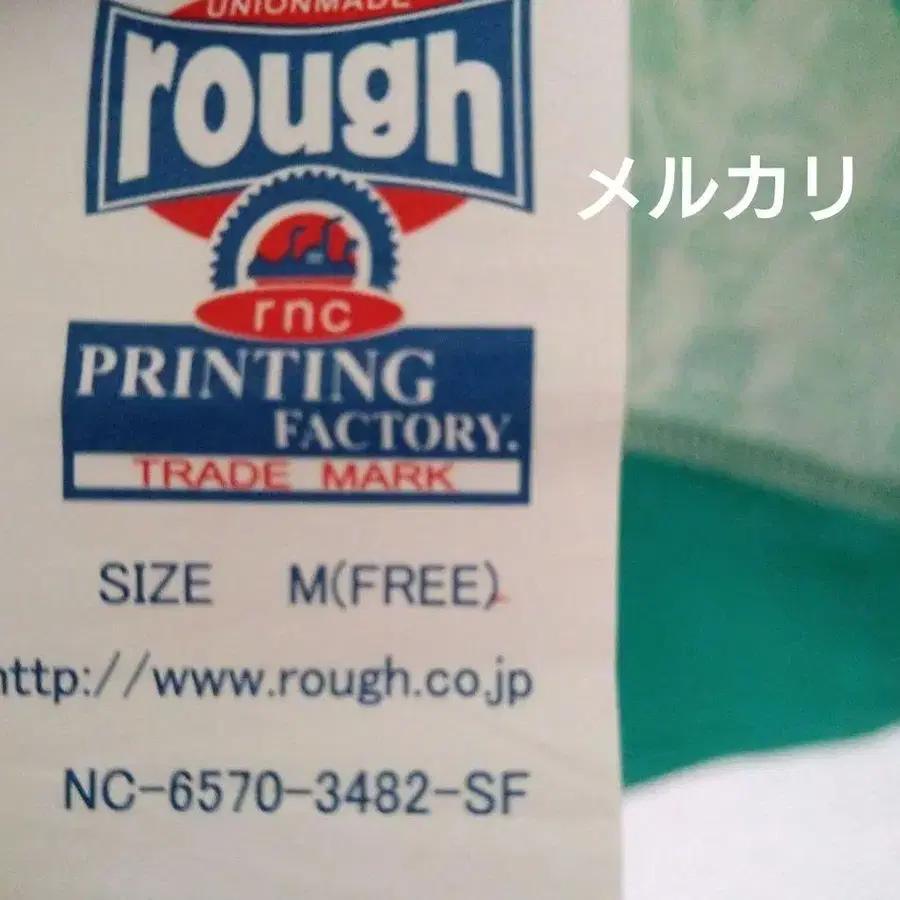 UNIONMADE
rough
メルカリ
rnc
PRINTING
FACTORY.
TRADE MARK
SIZE M(FREE)
http://www.rough.co.jp
NC-6570-3482-SF